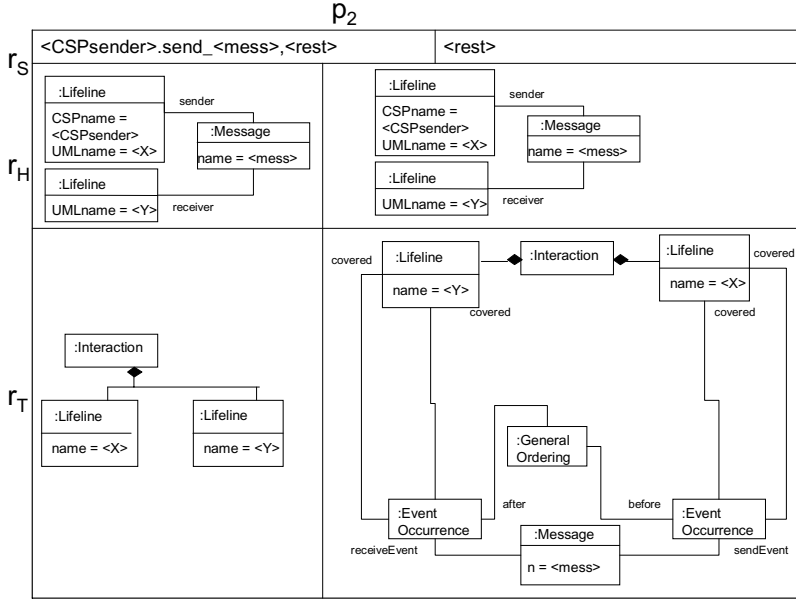 p2
rS
<CSPsender>.send_<mess>,<rest>
<rest>
rH
:Lifeline
CSPname =
<CSPsender>
UMLname = <X>
sender
:Message
name = <mess>
:Lifeline
UMLname = <Y>
receiver
:Lifeline
CSPname =
<CSPsender>
UMLname = <X>
sender
:Message
name = <mess>
:Lifeline
UMLname = <Y>
receiver
rT
:Interaction
:Lifeline
name = <X>
:Lifeline
name = <Y>
covered
:Lifeline
name = <Y>
covered
:Interaction
:Lifeline
name = <X>
covered
covered
:General
Ordering
:Event
Occurrence
after
before
:Event
Occurrence
receiveEvent
:Message
n = <mess>
sendEvent